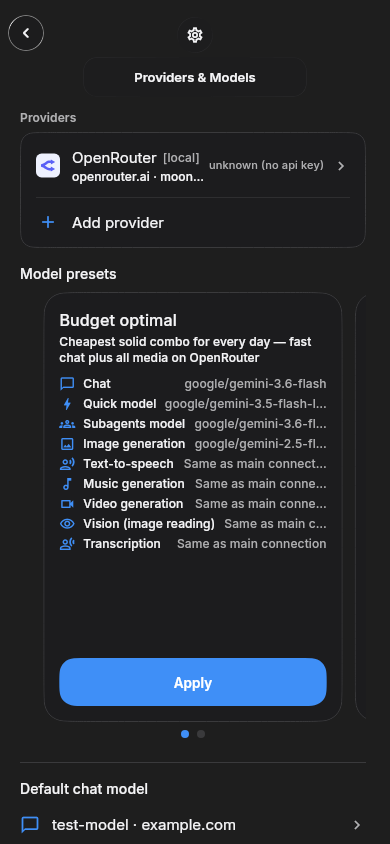 Providers & Models
Providers
OpenRouter [local]
unknown (no api key)
openrouter.ai · moon...
Add provider
Model presets
Budget optimal
Cheapest solid combo for every day — fast
chat plus all media on OpenRouter
Chat google/gemini-3.6-flash
Quick model google/gemini-3.5-flash-l...
Subagents model google/gemini-3.6-fl...
Image generation google/gemini-2.5-fl...
Text-to-speech Same as main connect...
Music generation Same as main conne...
Video generation Same as main conne...
Vision (image reading) Same as main c...
Transcription Same as main connection
Apply
Default chat model
test-model · example.com